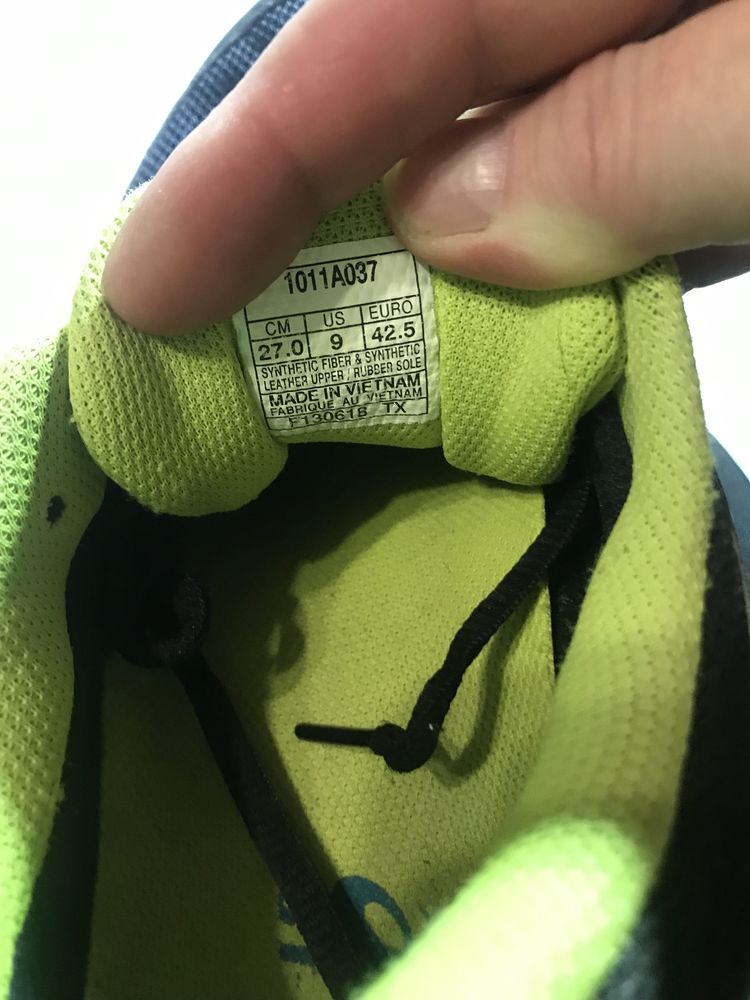 1011A037
CM US EURO
27.0 9 42.5
SYNTHETIC FIBER & SYNTHETIC
LEATHER UPPER / RUBBER SOLE
MADE IN VIETNAM
FABRIQUE AU VIETNAM
F130618 TX